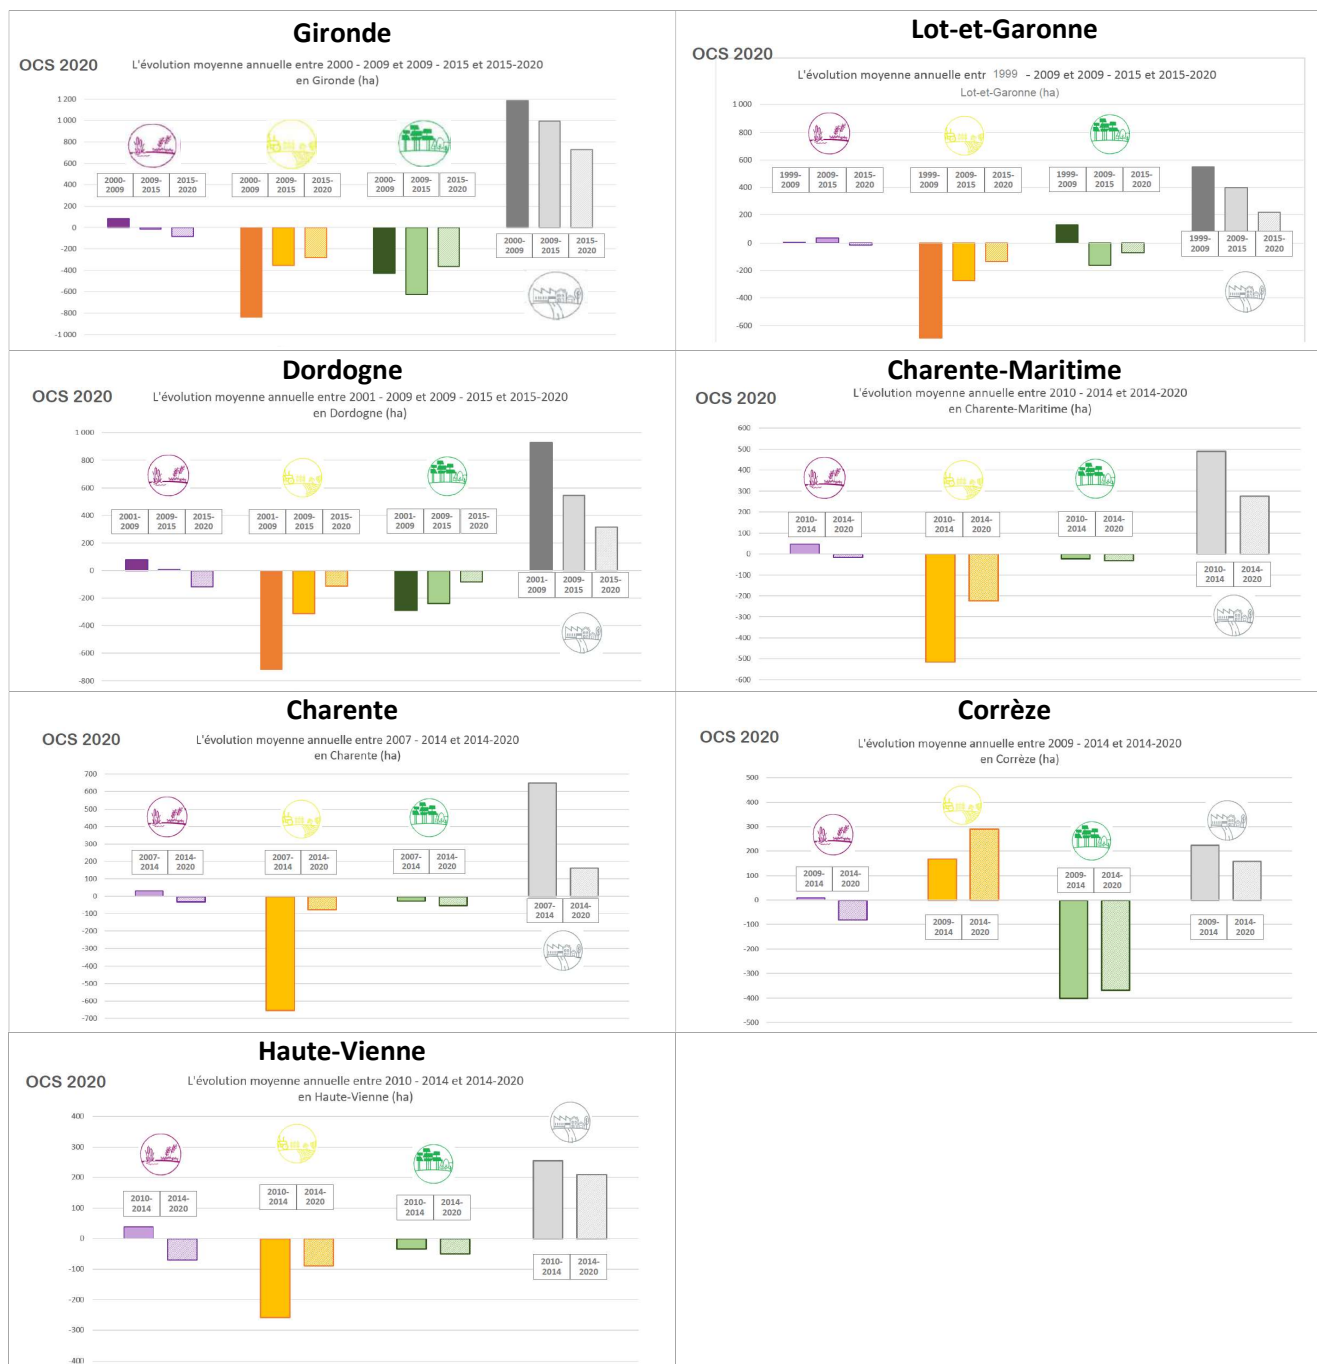 Gironde
OCS 2020
L'évolution moyenne annuelle entre 2000 - 2009 et 2009 - 2015 et 2015-2020
en Gironde (ha)
1 200
1 000
800
600
400
200
0
-200
-400
-600
-800
-1 000
2000-2009 2009-2015 2015-2020
2000-2009 2009-2015 2015-2020
2000-2009 2009-2015 2015-2020
2000-2009 2009-2015 2015-2020
Lot-et-Garonne
OCS 2020
L'évolution moyenne annuelle entr 1999 - 2009 et 2009 - 2015 et 2015-2020
Lot-et-Garonne (ha)
1 000
800
600
400
200
0
-200
-400
-600
1999-2009 2009-2015 2015-2020
1999-2009 2009-2015 2015-2020
1999-2009 2009-2015 2015-2020
1999-2009 2009-2015 2015-2020
Dordogne
OCS 2020
L'évolution moyenne annuelle entre 2001 - 2009 et 2009 - 2015 et 2015-2020
en Dordogne (ha)
1 000
800
600
400
200
0
-200
-400
-600
-800
2001-2009 2009-2015 2015-2020
2001-2009 2009-2015 2015-2020
2001-2009 2009-2015 2015-2020
2001-2009 2009-2015 2015-2020
Charente-Maritime
OCS 2020
L'évolution moyenne annuelle entre 2010 - 2014 et 2014-2020
en Charente-Maritime (ha)
600
500
400
300
200
100
0
-100
-200
-300
-400
-500
-600
2010-2014 2014-2020
2010-2014 2014-2020
2010-2014 2014-2020
2010-2014 2014-2020
Charente
OCS 2020
L'évolution moyenne annuelle entre 2007 - 2014 et 2014-2020
en Charente (ha)
700
600
500
400
300
200
100
0
-100
-200
-300
-400
-500
-600
-700
2007-2014 2014-2020
2007-2014 2014-2020
2007-2014 2014-2020
2007-2014 2014-2020
Corrèze
OCS 2020
L'évolution moyenne annuelle entre 2009 - 2014 et 2014-2020
en Corrèze (ha)
500
400
300
200
100
0
-100
-200
-300
-400
-500
2009-2014 2014-2020
2009-2014 2014-2020
2009-2014 2014-2020
2009-2014 2014-2020
Haute-Vienne
OCS 2020
L'évolution moyenne annuelle entre 2010 - 2014 et 2014-2020
en Haute-Vienne (ha)
400
300
200
100
0
-100
-200
-300
-400
2010-2014 2014-2020
2010-2014 2014-2020
2010-2014 2014-2020
2010-2014 2014-2020